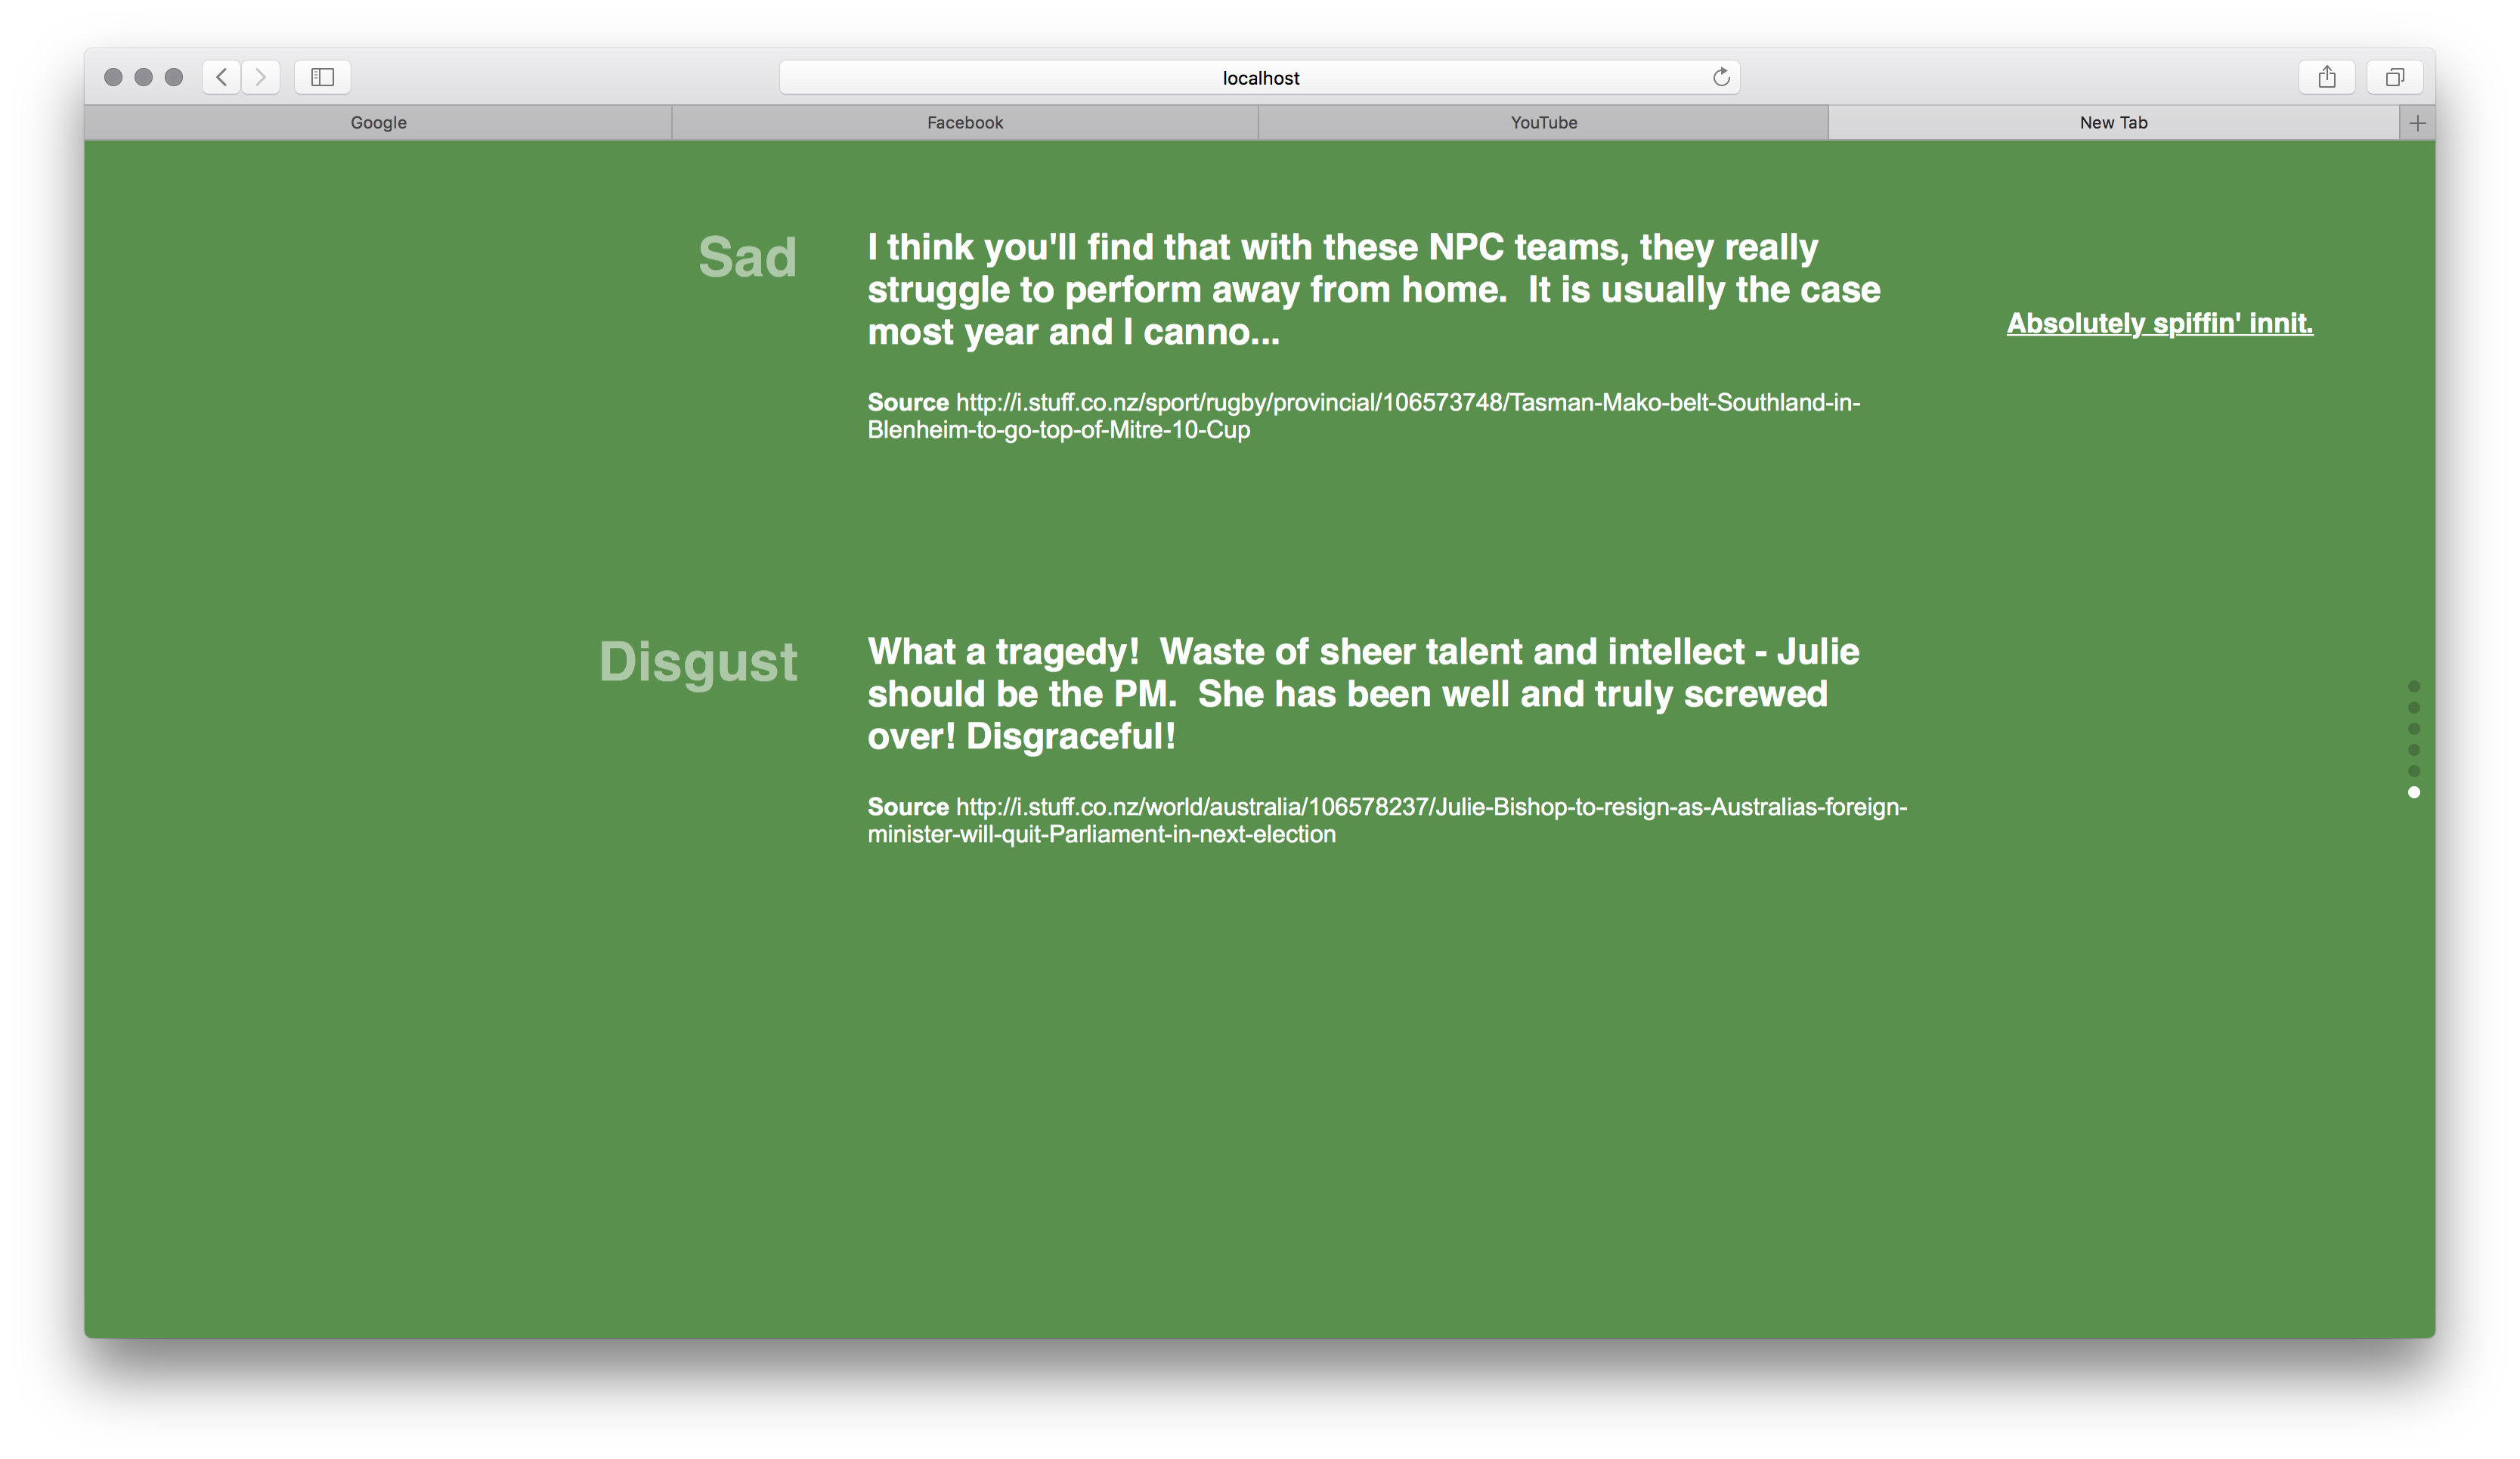 localhost
Google
Facebook
YouTube
New Tab
Sad
I think you'll find that with these NPC teams, they really
struggle to perform away from home.  It is usually the case
most year and I canno...
Absolutely spiffin' innit.
Source http://i.stuff.co.nz/sport/rugby/provincial/106573748/Tasman-Mako-belt-Southland-in-
Blenheim-to-go-top-of-Mitre-10-Cup
Disgust
What a tragedy!  Waste of sheer talent and intellect - Julie
should be the PM.  She has been well and truly screwed
over! Disgraceful!
Source http://i.stuff.co.nz/world/australia/106578237/Julie-Bishop-to-resign-as-Australias-foreign-
minister-will-quit-Parliament-in-next-election